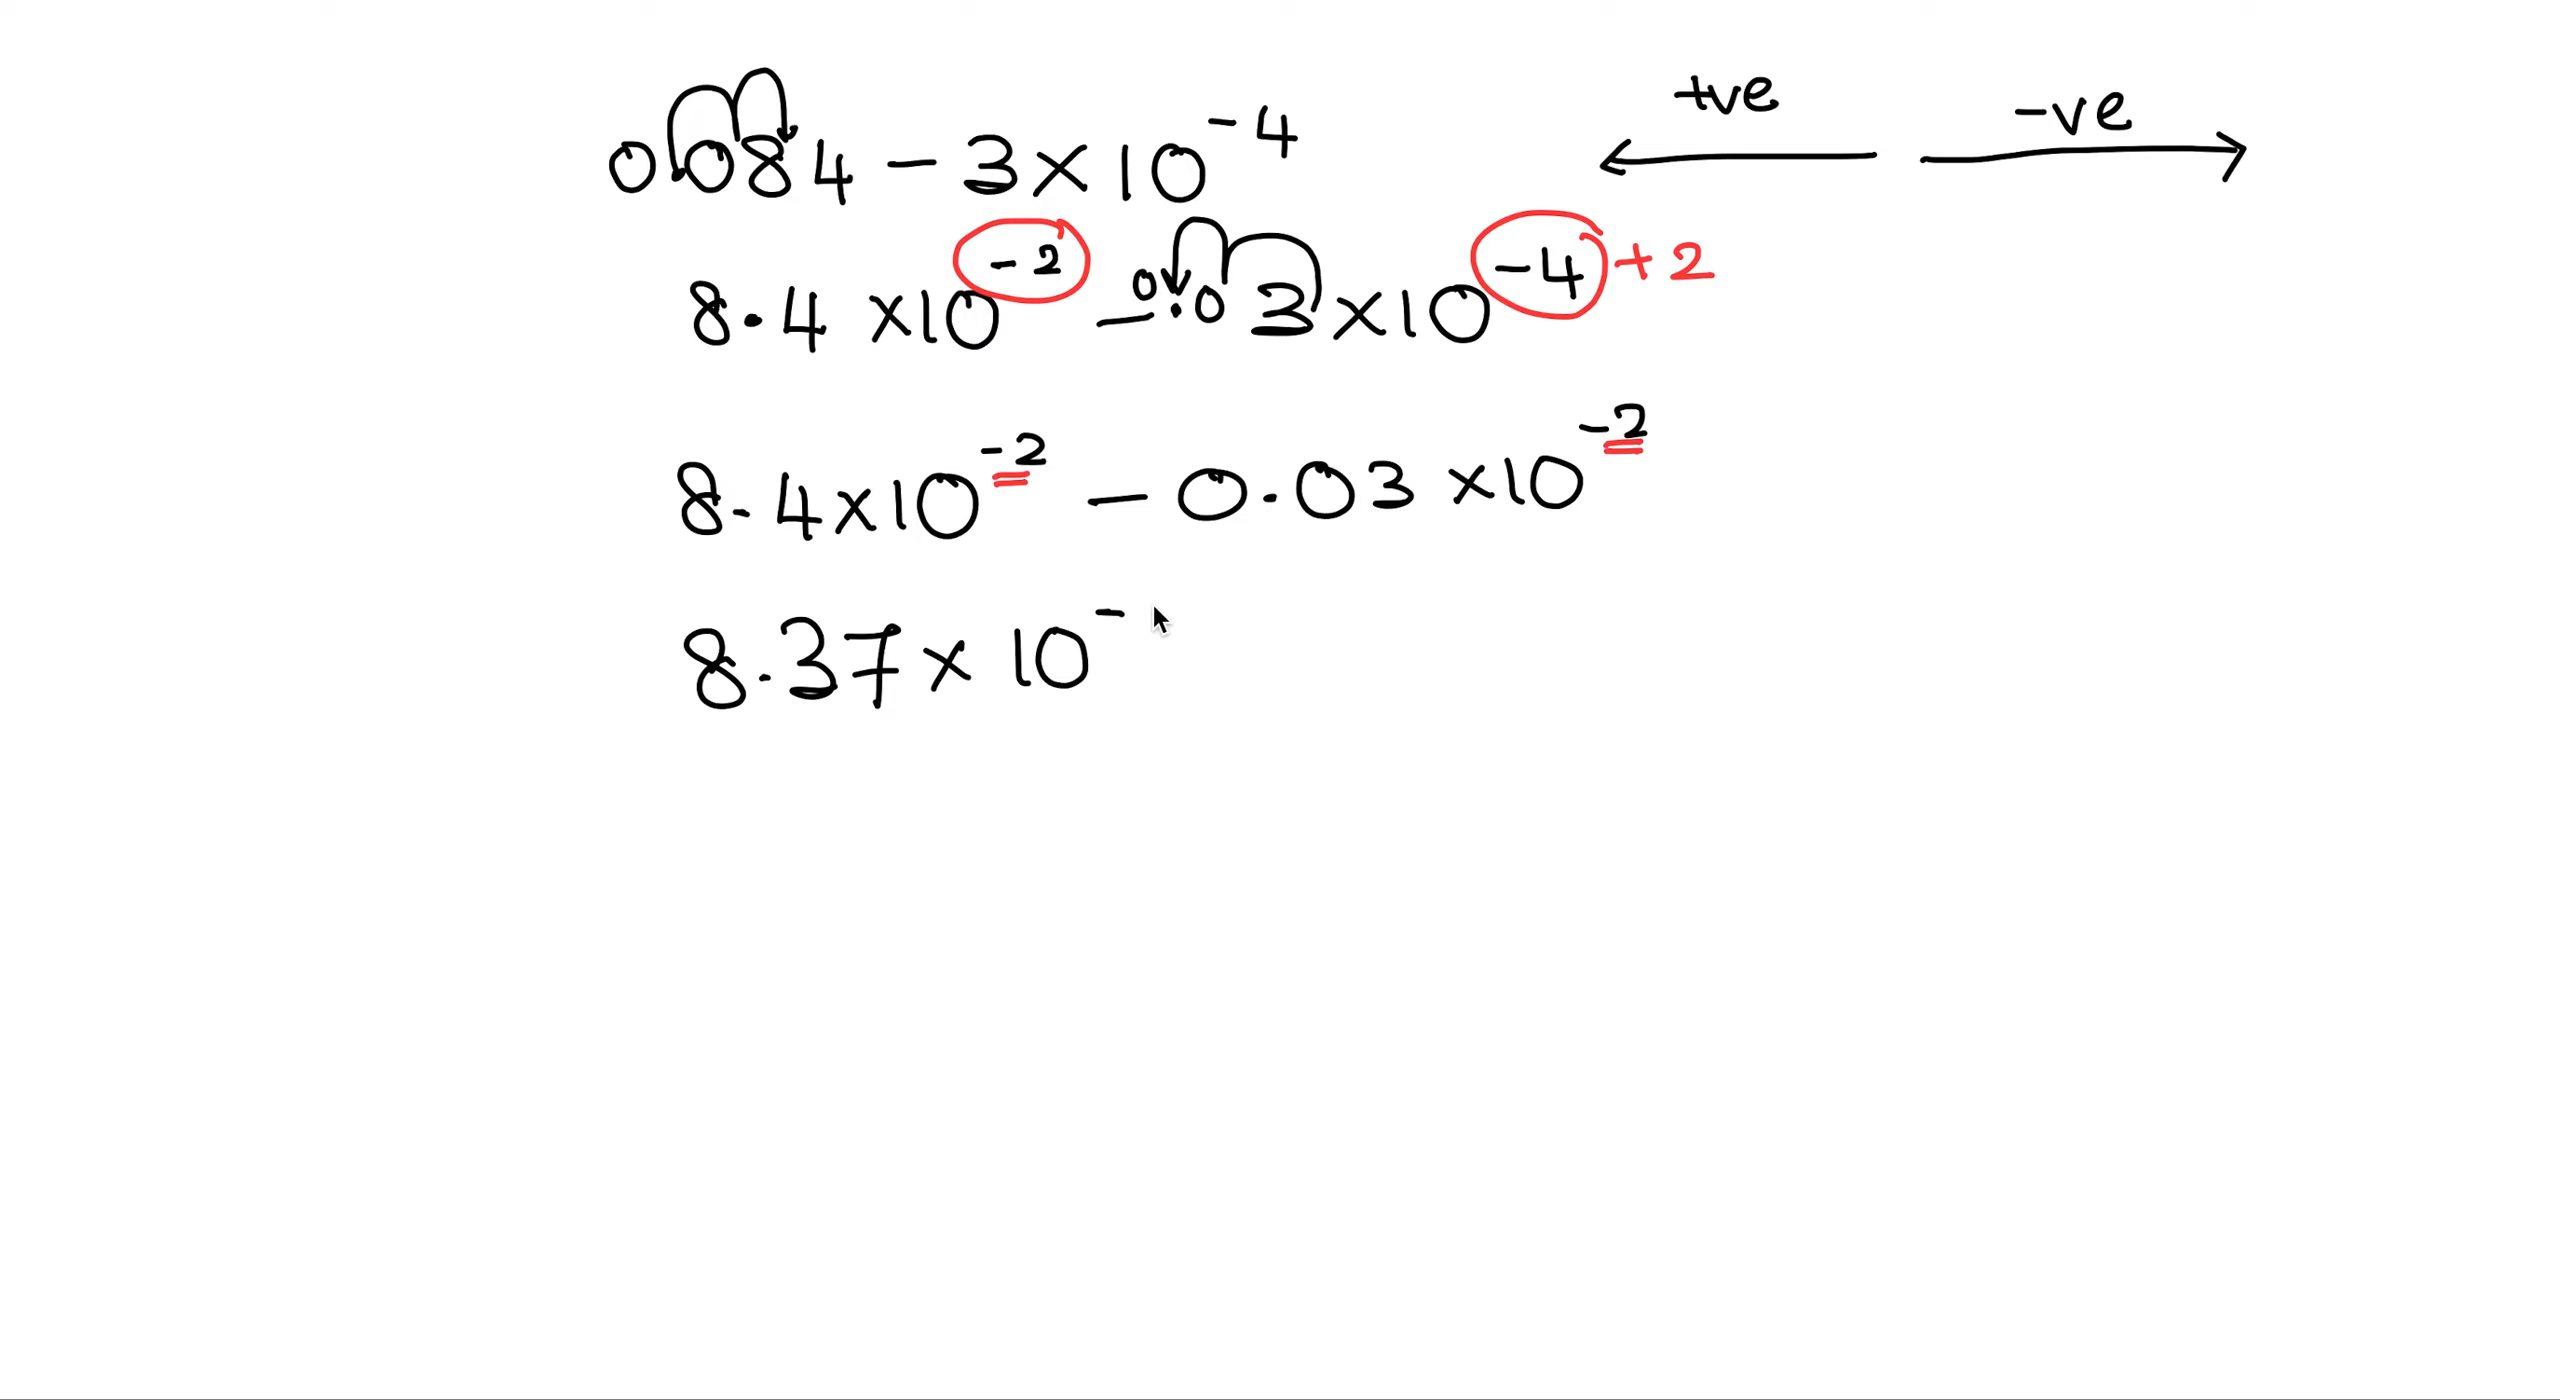 0.084 - 3 × 10⁻⁴
+ve
-ve
8.4 × 10⁻² - 0.03 × 10⁻⁴ + 2
8.4 × 10⁻² - 0.03 × 10⁻²
8.37 × 10⁻